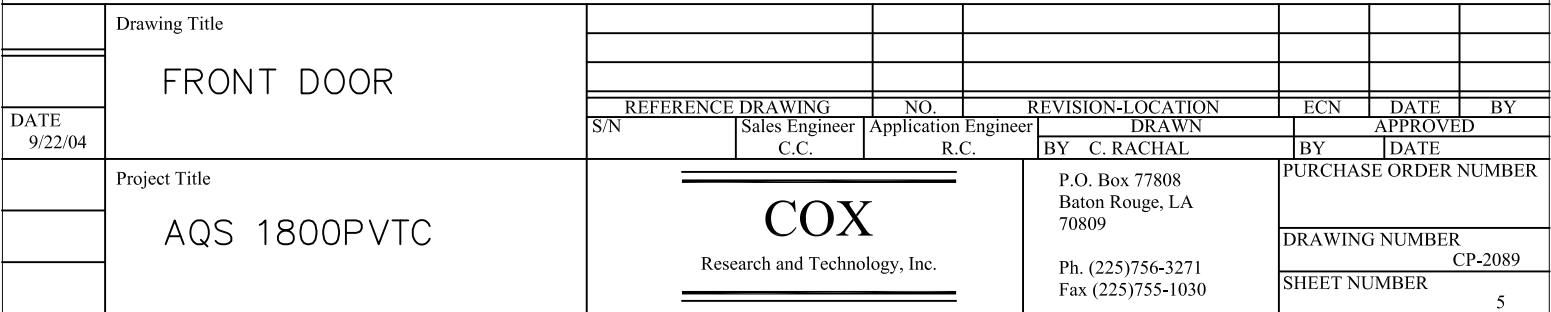 Drawing Title
FRONT DOOR
DATE
9/22/04
Project Title
AQS 1800PVTC
REFERENCE DRAWING NO. REVISION-LOCATION ECN DATE BY
S/N Sales Engineer Application Engineer DRAWN APPROVED
C.C. R.C. BY C. RACHAL BY DATE
COX
Research and Technology, Inc.
P.O. Box 77808
Baton Rouge, LA
70809
Ph. (225)756-3271
Fax (225)755-1030
PURCHASE ORDER NUMBER
DRAWING NUMBER
CP-2089
SHEET NUMBER
5